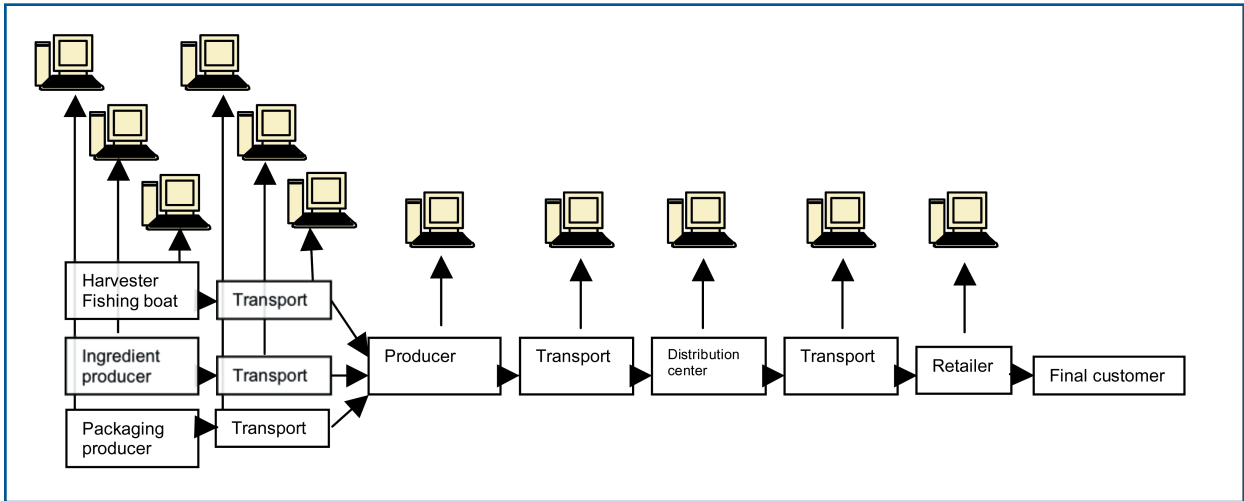 Harvester
Fishing boat
Transport
Ingredient
producer
Transport
Packaging
producer
Transport
Producer
Transport
Distribution
center
Transport
Retailer
Final customer